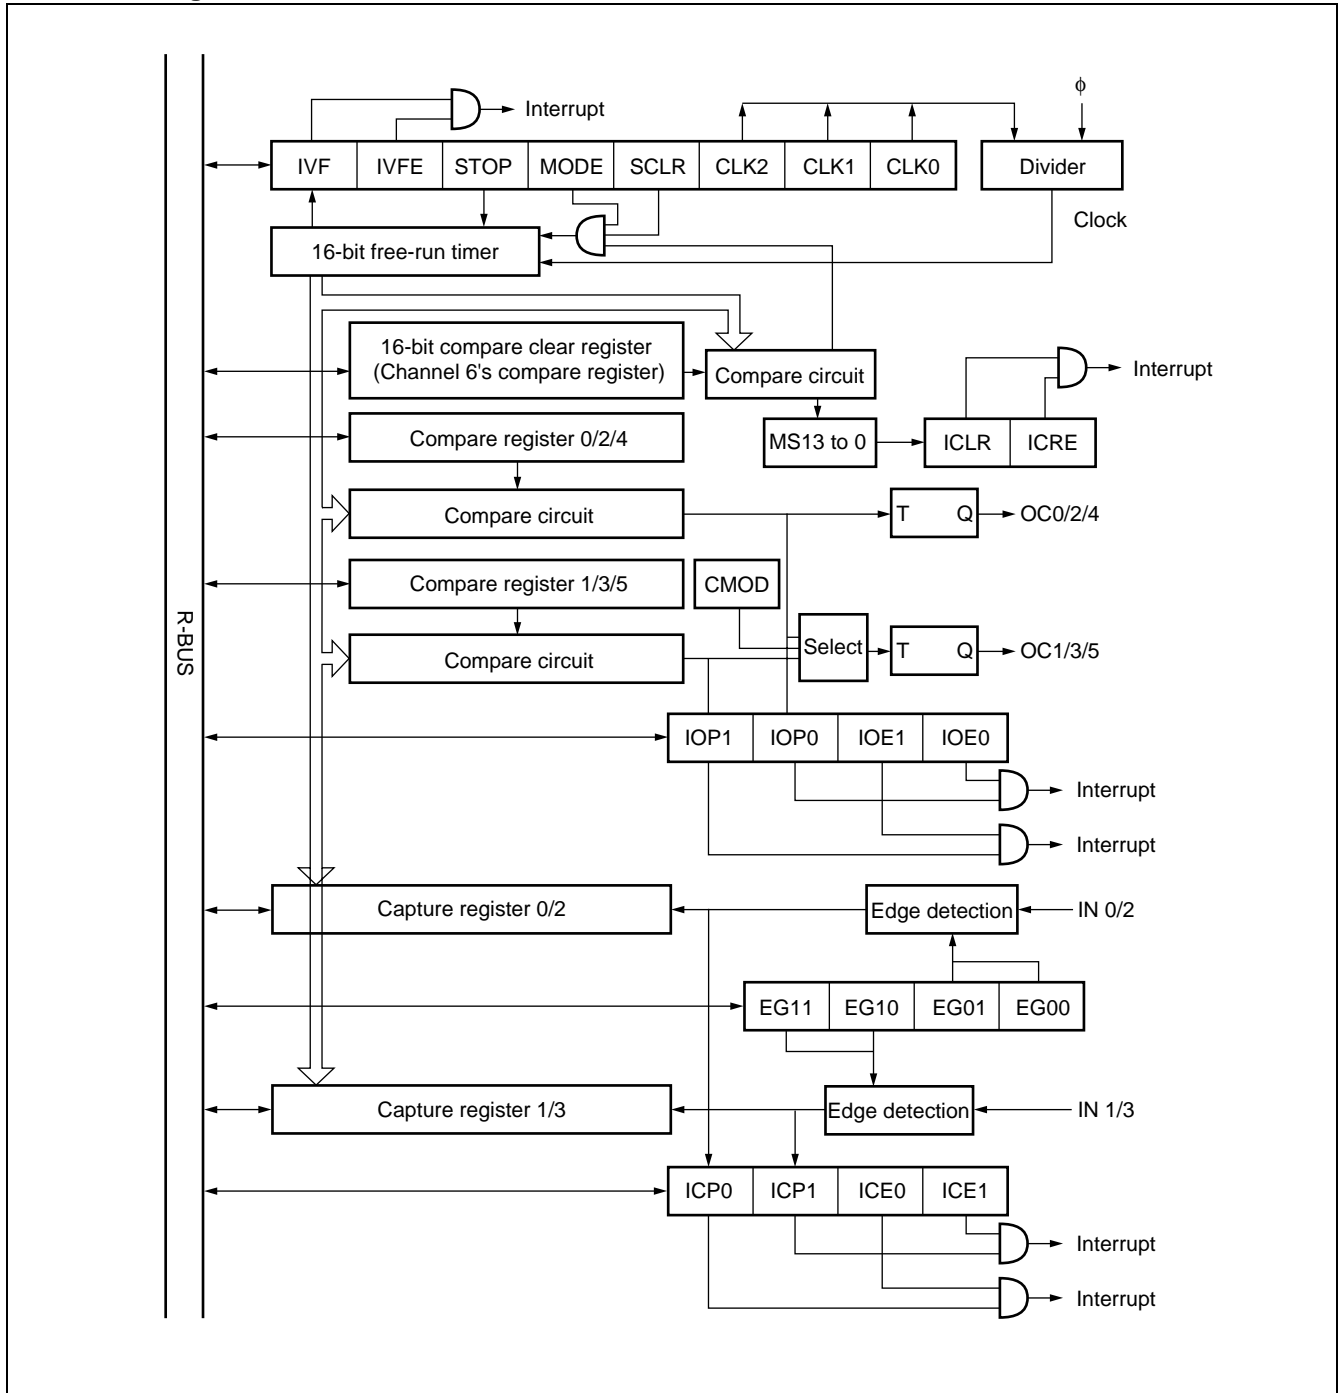 φ
Interrupt
IVF IVFE STOP MODE SCLR CLK2 CLK1 CLK0 Divider
Clock
16-bit free-run timer
16-bit compare clear register
(Channel 6's compare register)
Compare circuit
Interrupt
Compare register 0/2/4
MS13 to 0
ICLR ICRE
Compare circuit
T Q OC0/2/4
Compare register 1/3/5
CMOD
R-BUS
Compare circuit
Select
T Q OC1/3/5
IOP1 IOP0 IOE1 IOE0
Interrupt
Interrupt
Capture register 0/2
Edge detection
IN 0/2
EG11 EG10 EG01 EG00
Capture register 1/3
Edge detection
IN 1/3
ICP0 ICP1 ICE0 ICE1
Interrupt
Interrupt